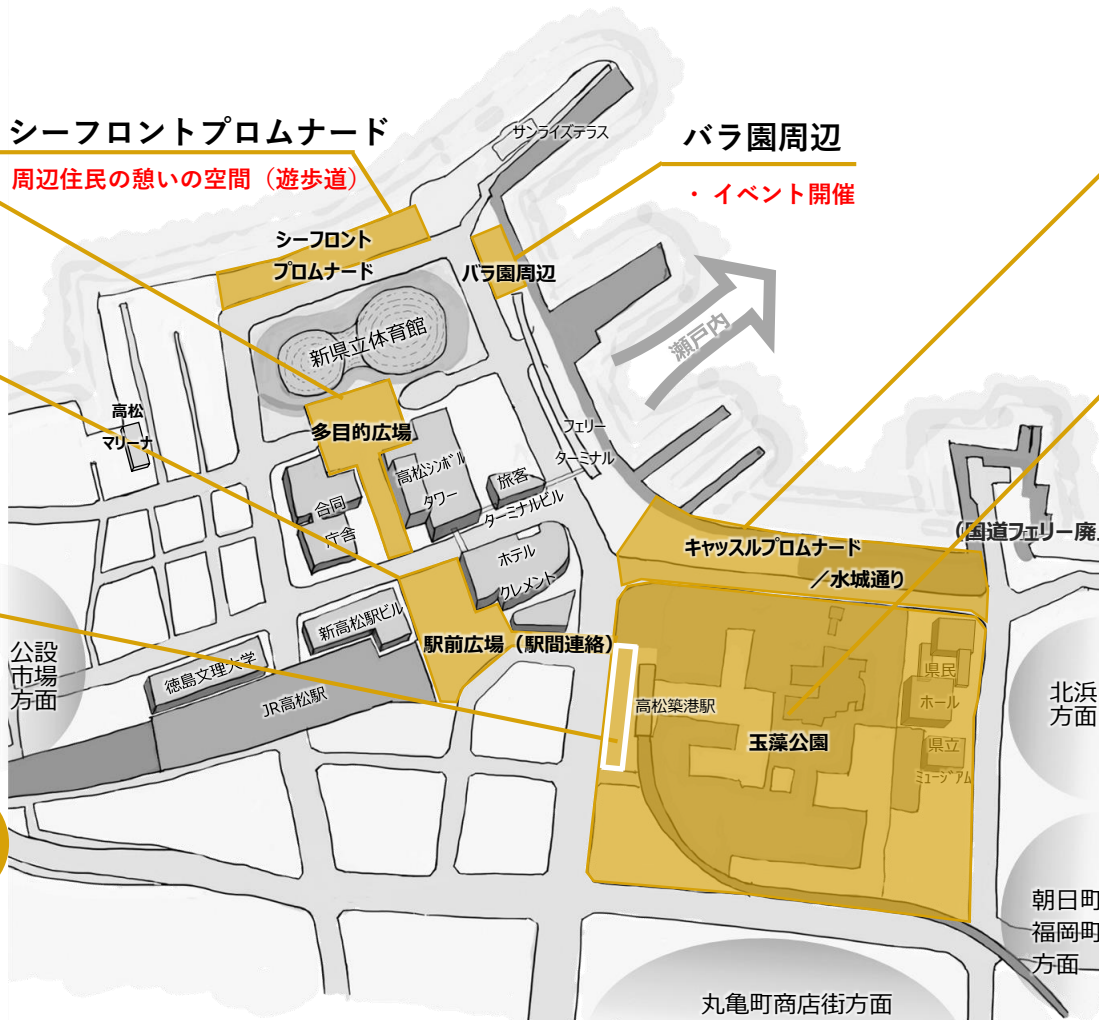 シーフロントプロムナード
周辺住民の憩いの空間（遊歩道）
バラ園周辺
・ イベント開催
サンライズテラス
シーフロント
プロムナード
バラ園周辺
新県立体育館
瀬戸内
高松
マリーナ
多目的広場
フェリー
ターミナル
高松シンボル
タワー
旅客
ターミナルビル
合同
庁舎
ホテル
クレメント
キャッスルプロムナード
／水城通り
（国道フェリー廃
新高松駅ビル
駅前広場（駅間連絡）
徳島文理大学
JR高松駅
公設
市場
方面
高松築港駅
玉藻公園
県民
ホール
県立
ミュージアム
北浜
方面
朝日町
福岡町
方面
丸亀町商店街方面